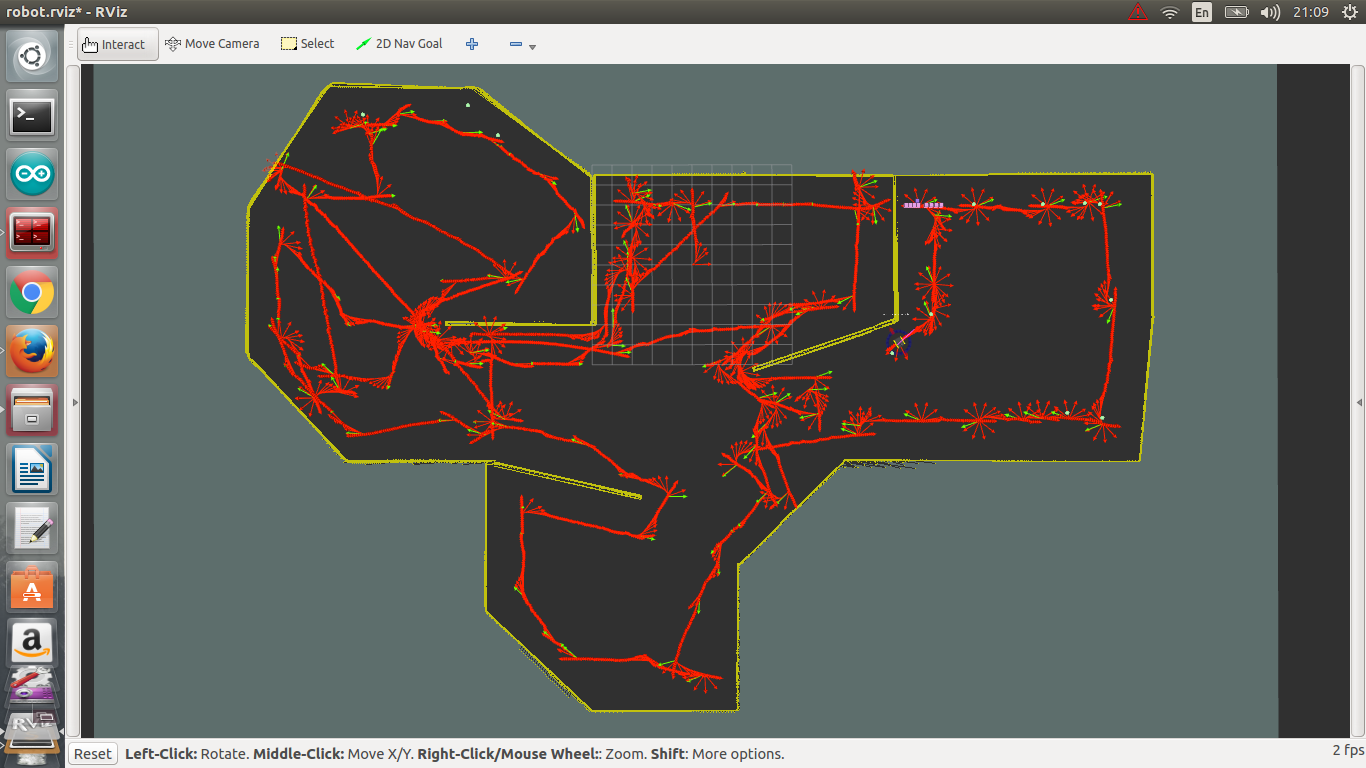 robot.rviz* - RViz
En
21:09
Interact
Move Camera
Select
2D Nav Goal
Reset
Left-Click: Rotate. Middle-Click: Move X/Y. Right-Click/Mouse Wheel:: Zoom. Shift: More options.
2 fps